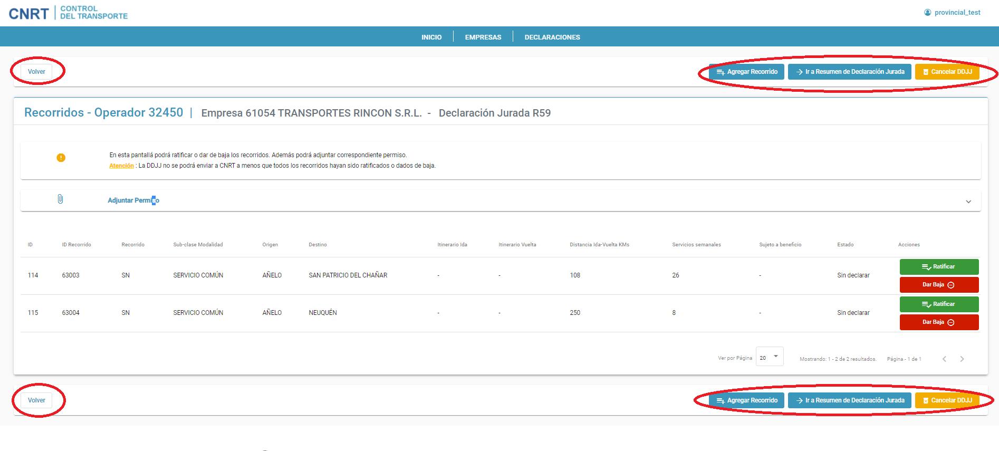 CNRT CONTROL DEL TRANSPORTE
provincial_test
INICIO EMPRESAS DECLARACIONES
Volver Agregar Recorrido Ir a Resumen de Declaración Jurada Cancelar DDJJ
Recorridos - Operador 32450 | Empresa 61054 TRANSPORTES RINCON S.R.L. - Declaración Jurada R59
En esta pantallá podrá ratificar o dar de baja los recorridos. Además podrá adjuntar correspondiente permiso.
Atención : La DDJJ no se podrá enviar a CNRT a menos que todos los recorridos hayan sido ratificados o dados de baja.
Adjuntar Permiso
ID ID Recorrido Recorrido Sub-clase Modalidad Origen Destino Itinerario Ida Itinerario Vuelta Distancia Ida-Vuelta KMs Servicios semanales Sujeto a beneficio Estado Acciones
114 63003 SN SERVICIO COMÚN AÑELO SAN PATRICIO DEL CHAÑAR - - 108 26 - Sin declarar Ratificar
Dar Baja
115 63004 SN SERVICIO COMÚN AÑELO NEUQUÉN - - 250 8 - Sin declarar Ratificar
Dar Baja
Ver por Página 20 Mostrando: 1 - 2 de 2 resultados. Página - 1 de 1
Volver Agregar Recorrido Ir a Resumen de Declaración Jurada Cancelar DDJJ